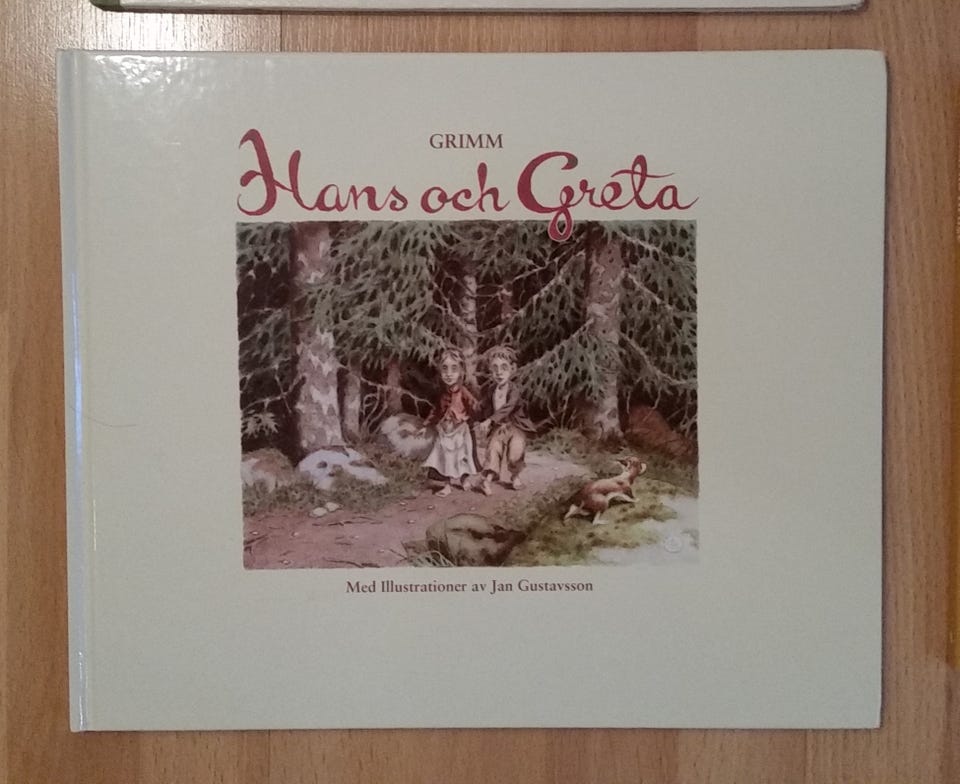 GRIMM
Hans och Greta
Med Illustrationer av Jan Gustavsson